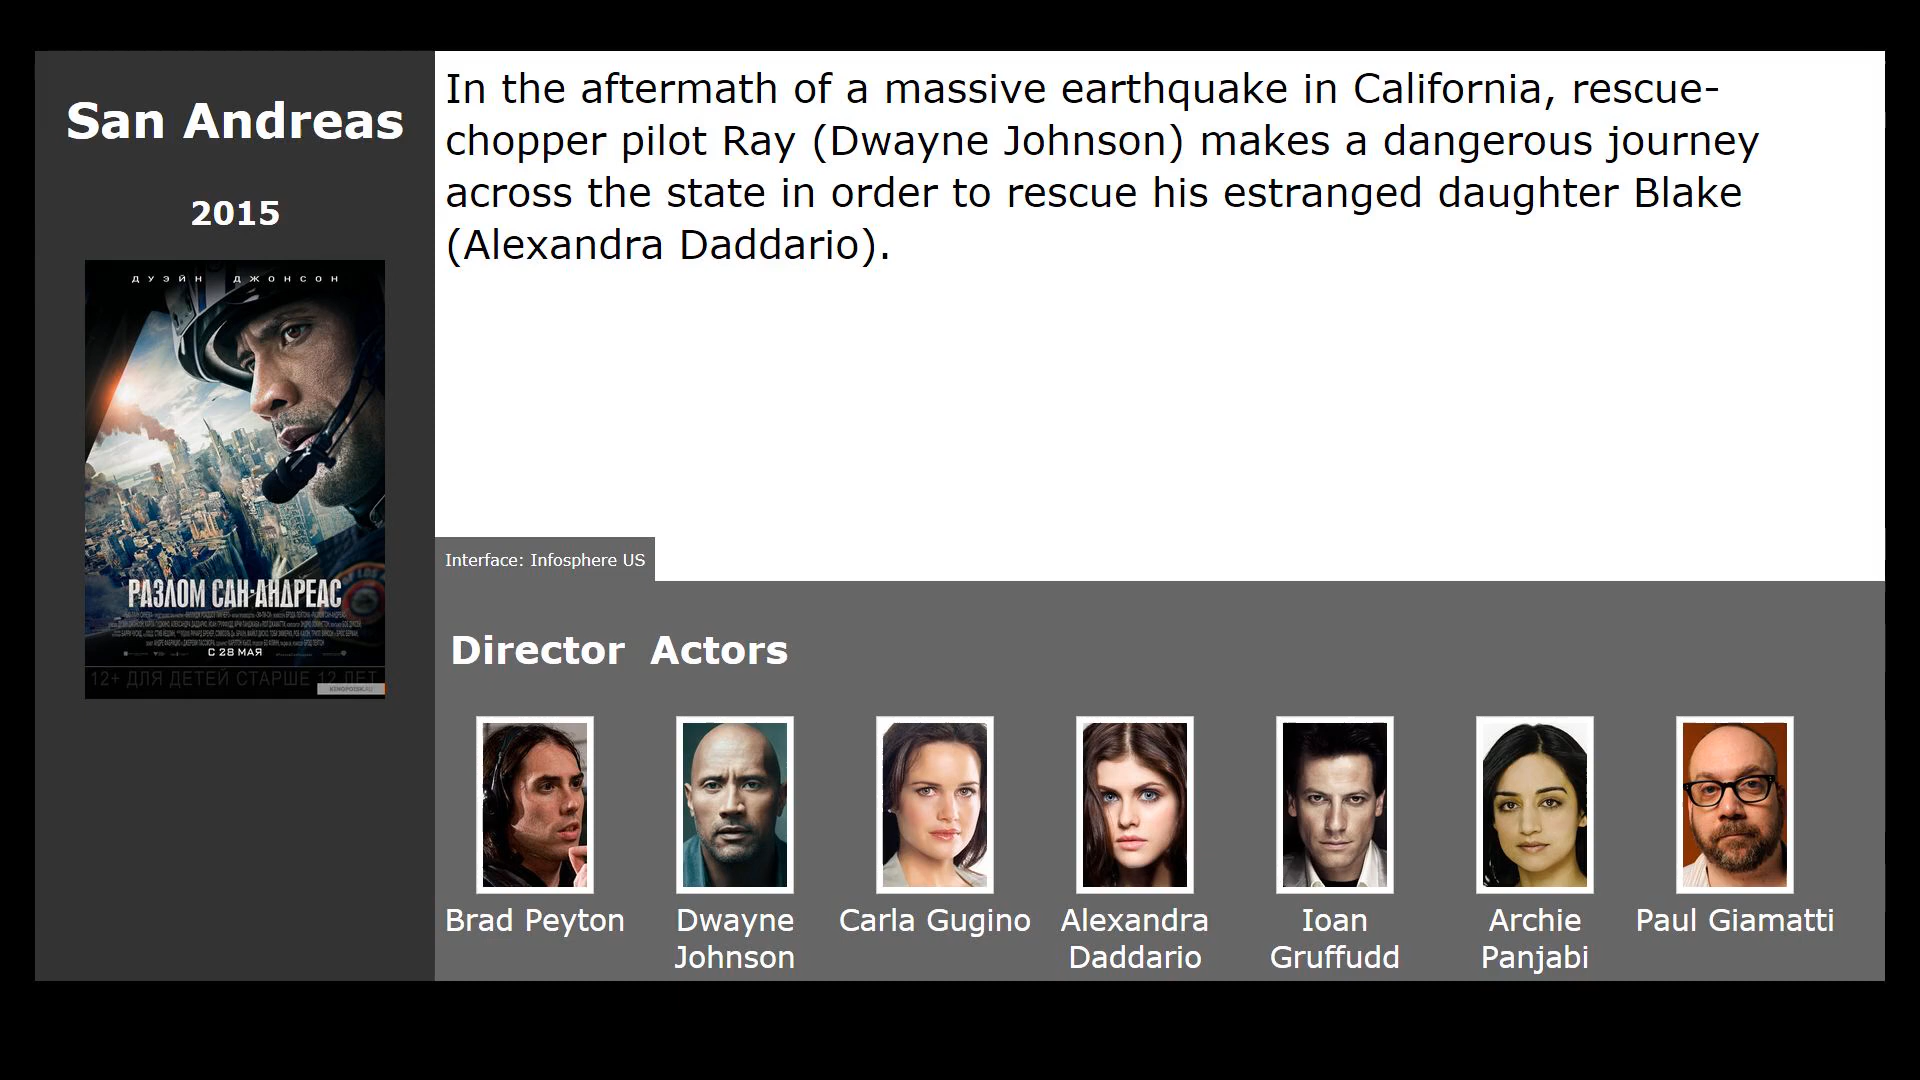 San Andreas
2015
ДУЭЙН ДЖОНСОН
РАЗЛОМ САН-АНДРЕАС
С 28 МАЯ
12+ ДЛЯ ДЕТЕЙ СТАРШЕ 12 ЛЕТ
KINOPOISK.RU
In the aftermath of a massive earthquake in California, rescue-
chopper pilot Ray (Dwayne Johnson) makes a dangerous journey
across the state in order to rescue his estranged daughter Blake
(Alexandra Daddario).
Interface: Infosphere US
Director Actors
Brad Peyton
Dwayne
Johnson
Carla Gugino
Alexandra
Daddario
Ioan
Gruffudd
Archie
Panjabi
Paul Giamatti